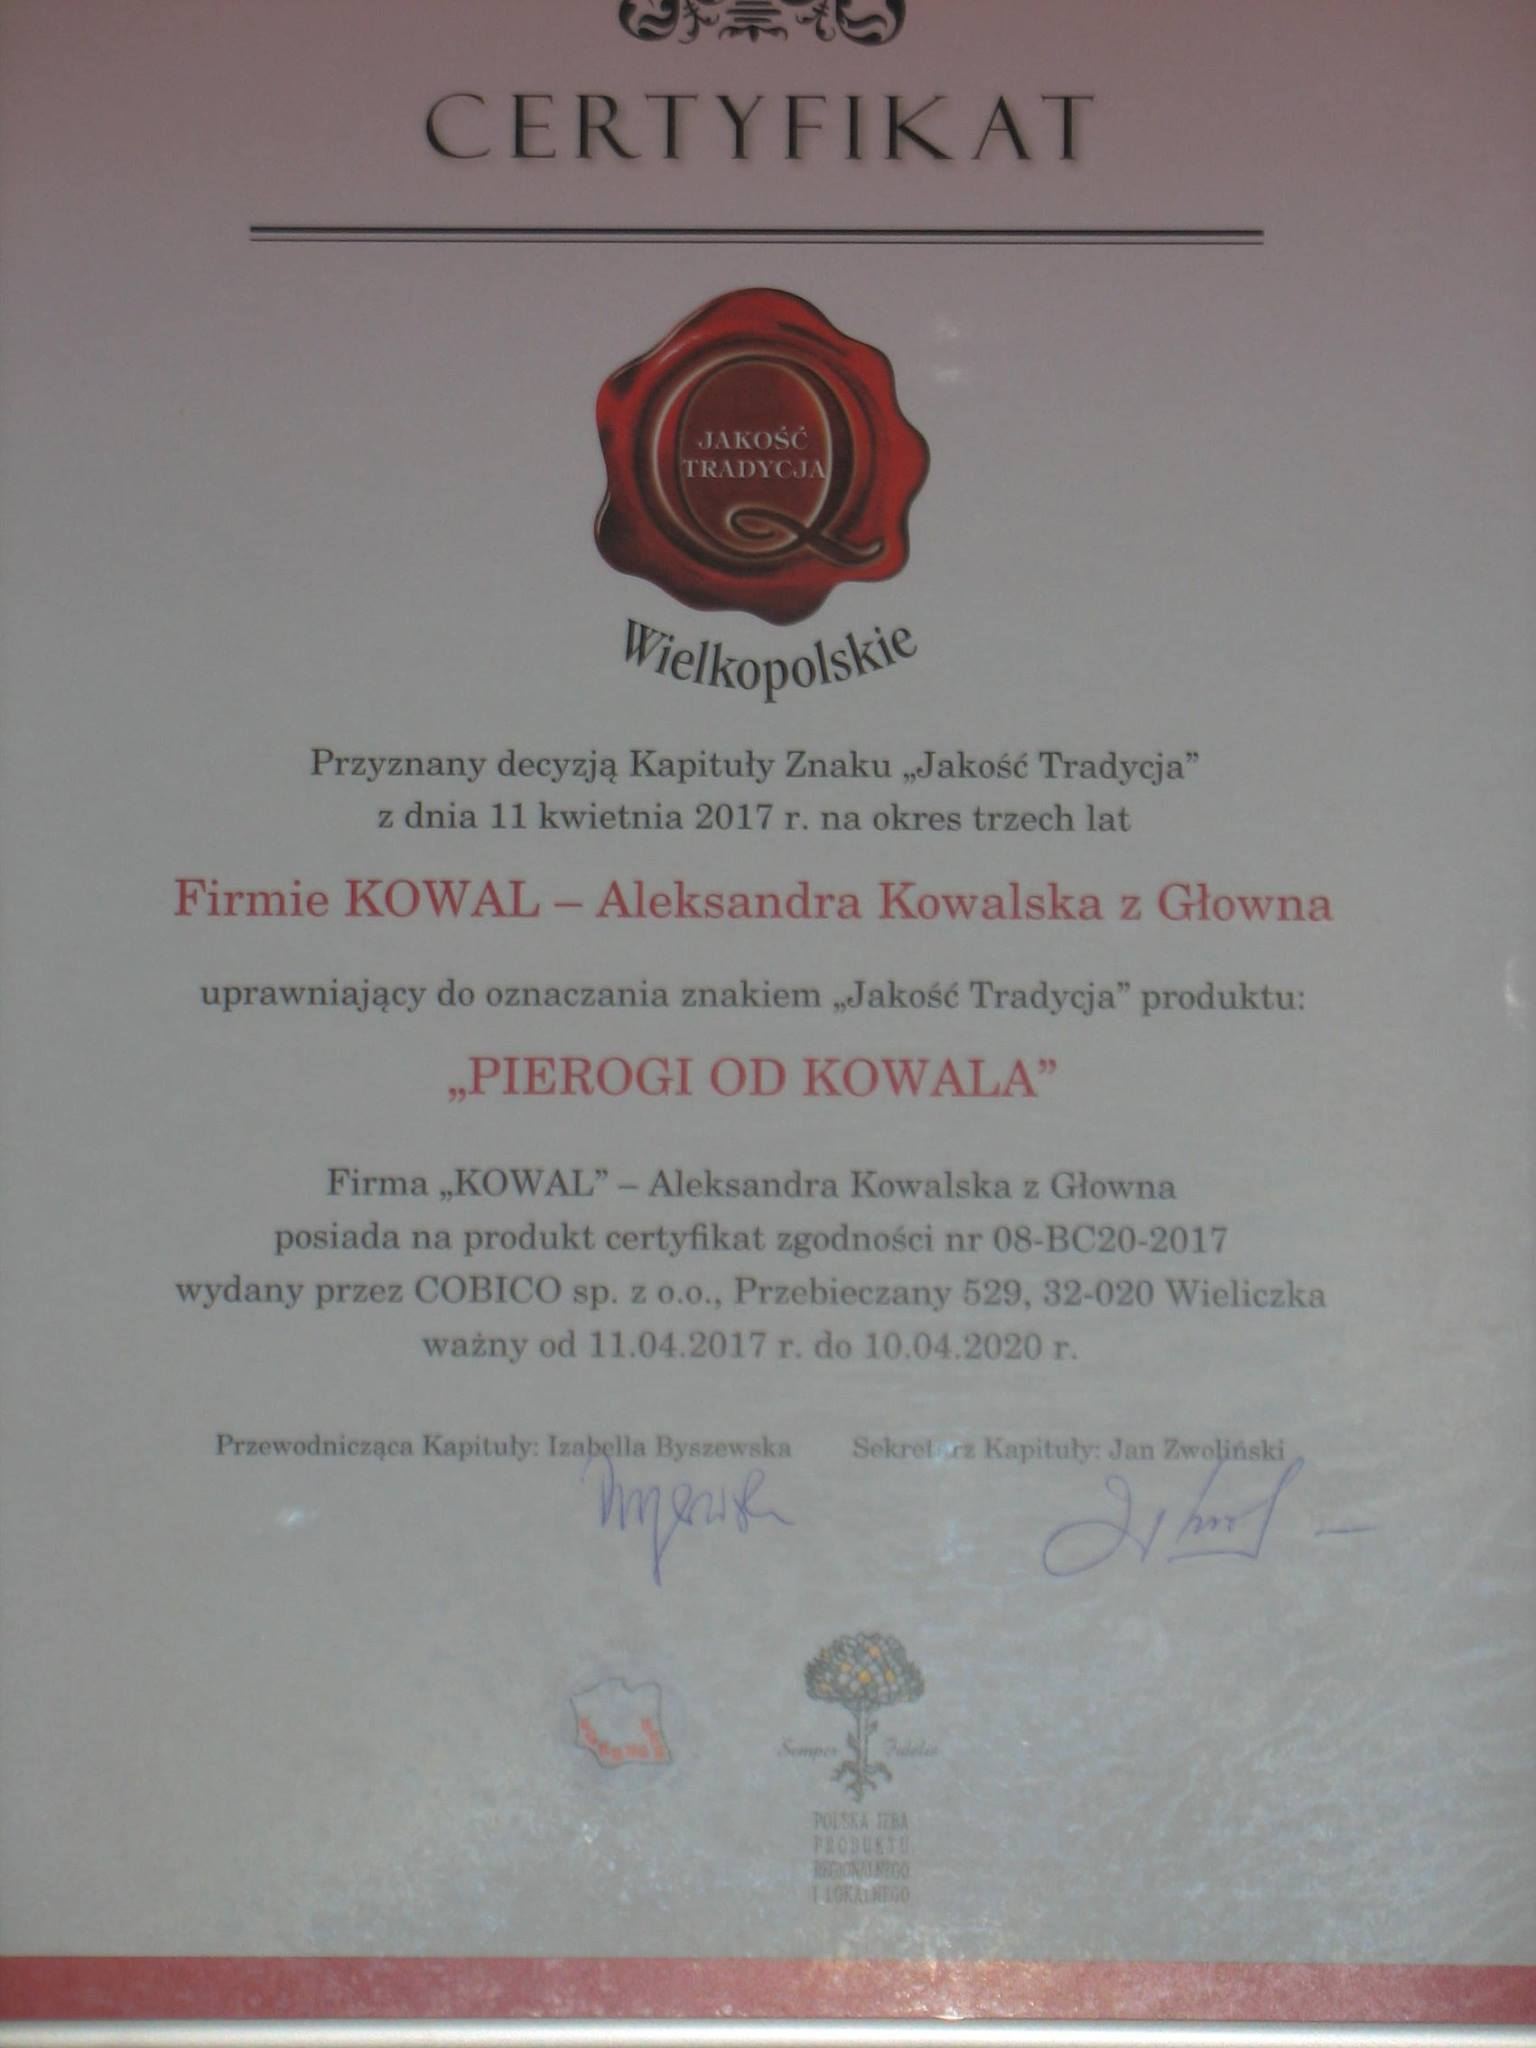 CERTYFIKAT
JAKOŚĆ
TRADYCJA
Wielkopolskie
Przyznany decyzją Kapituły Znaku „Jakość Tradycja”
z dnia 11 kwietnia 2017 r. na okres trzech lat
Firmie KOWAL – Aleksandra Kowalska z Głowna
uprawniający do oznaczania znakiem „Jakość Tradycja” produktu:
„PIEROGI OD KOWALA”
Firma „KOWAL” – Aleksandra Kowalska z Głowna
posiada na produkt certyfikat zgodności nr 08-BC20-2017
wydany przez COBICO sp. z o.o., Przebieczany 529, 32-020 Wieliczka
ważny od 11.04.2017 r. do 10.04.2020 r.
Przewodnicząca Kapituły: Izabella Byszewska Sekretarz Kapituły: Jan Zwoliński
Semper Fidelis
POLSKA IZBA
PRODUKTU
REGIONALNEGO
I LOKALNEGO